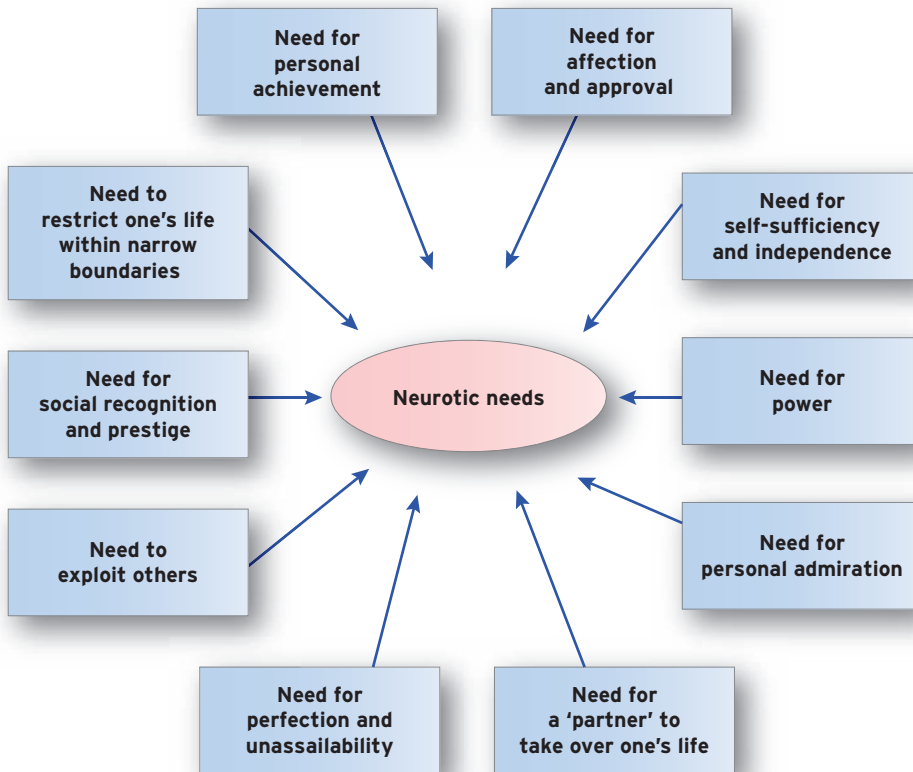 Need for
personal
achievement
Need for
affection
and approval
Need to
restrict one’s life
within narrow
boundaries
Need for
self-sufficiency
and independence
Need for
social recognition
and prestige
Neurotic needs
Need for
power
Need to
exploit others
Need for
personal admiration
Need for
perfection and
unassailability
Need for
a ‘partner’ to
take over one’s life